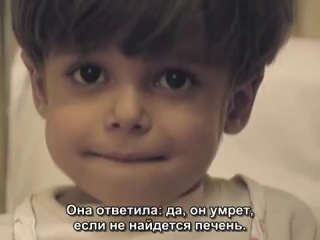 Она ответила: да, он умрет,
если не найдется печень.